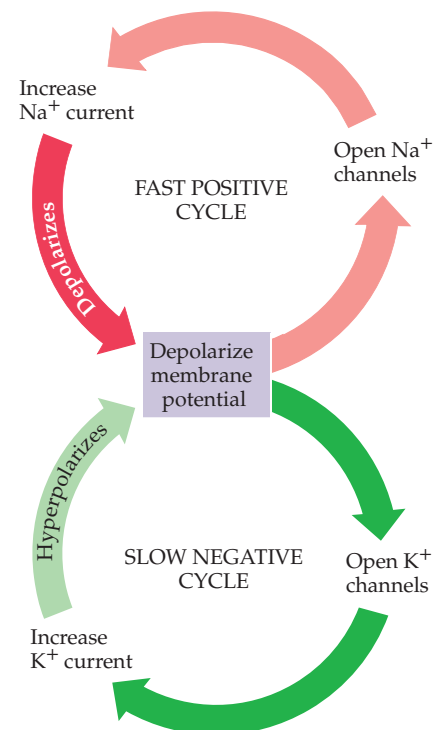 Increase
Na⁺ current
Open Na⁺
channels
FAST POSITIVE
CYCLE
Depolarizes
Depolarize
membrane
potential
Hyperpolarizes
SLOW NEGATIVE
CYCLE
Open K⁺
channels
Increase
K⁺ current